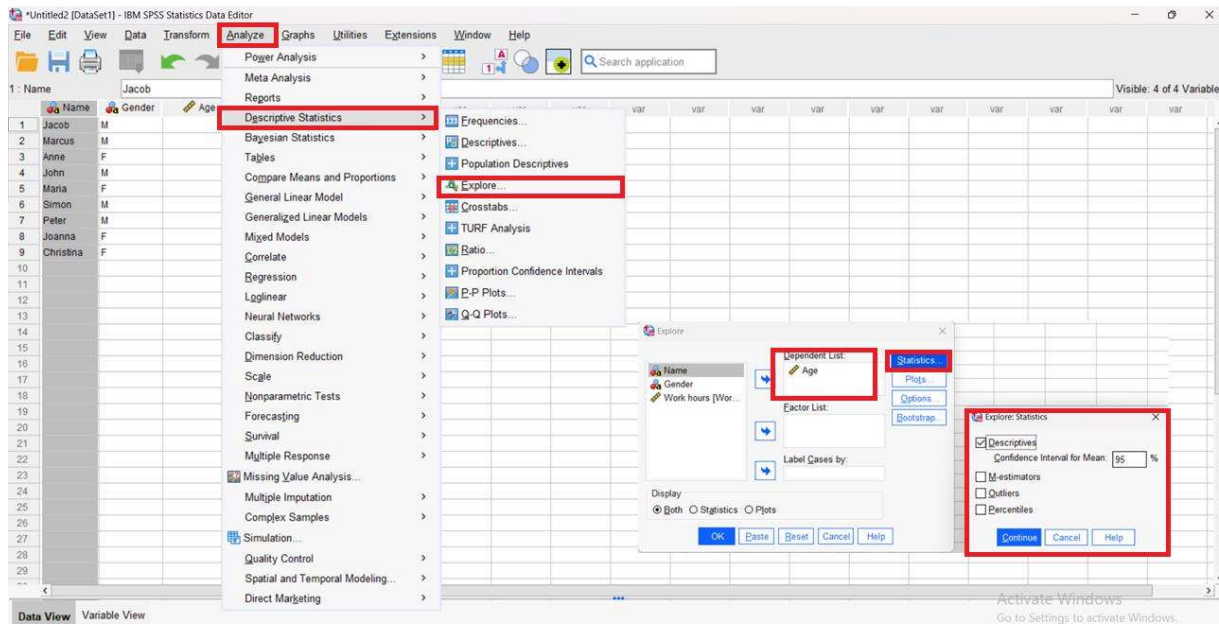 *Untitled2 [DataSet1] - IBM SPSS Statistics Data Editor
File Edit View Data Transform Analyze Graphs Utilities Extensions Window Help
Search application
1 : Name Jacob Visible: 4 of 4 Variable
Name Gender Age var var var var var var var var var var
1 Jacob M
2 Marcus M
3 Anne F
4 John M
5 Maria F
6 Simon M
7 Peter M
8 Joanna F
9 Christina F
10
11
12
13
14
15
16
17
18
19
20
21
22
23
24
25
26
27
28
29
Power Analysis
Meta Analysis
Reports
Descriptive Statistics
Bayesian Statistics
Tables
Compare Means and Proportions
General Linear Model
Generalized Linear Models
Mixed Models
Correlate
Regression
Loglinear
Neural Networks
Classify
Dimension Reduction
Scale
Nonparametric Tests
Forecasting
Survival
Multiple Response
Missing Value Analysis...
Multiple Imputation
Complex Samples
Simulation...
Quality Control
Spatial and Temporal Modeling...
Direct Marketing
Frequencies...
Descriptives...
Population Descriptives
Explore...
Crosstabs...
TURF Analysis
Ratio...
Proportion Confidence Intervals
P-P Plots...
Q-Q Plots...
Explore
Name
Gender
Work hours [Wor...
Dependent List:
Age
Factor List:
Label Cases by:
Statistics...
Plots...
Options...
Bootstrap...
Display
Both Statistics Plots
OK Paste Reset Cancel Help
Explore: Statistics
Descriptives
Confidence Interval for Mean: 95 %
M-estimators
Outliers
Percentiles
Continue Cancel Help
Data View Variable View
Activate Windows
Go to Settings to activate Windows.